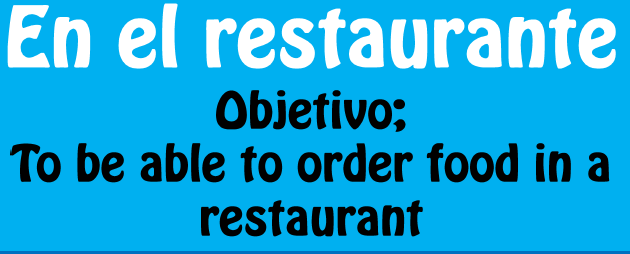 En el restaurante
Objetivo;
To be able to order food in a
restaurant